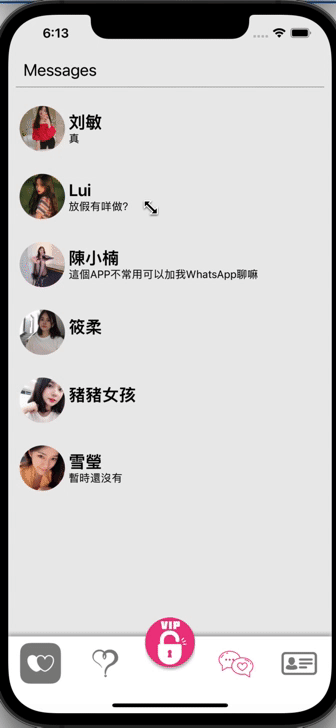 6:13
Messages
刘敏
真
Lui
放假有咩做?
陳小楠
這個APP不常用可以加我WhatsApp聊嘛
筱柔
豬豬女孩
雪瑩
暫時還沒有
VIP